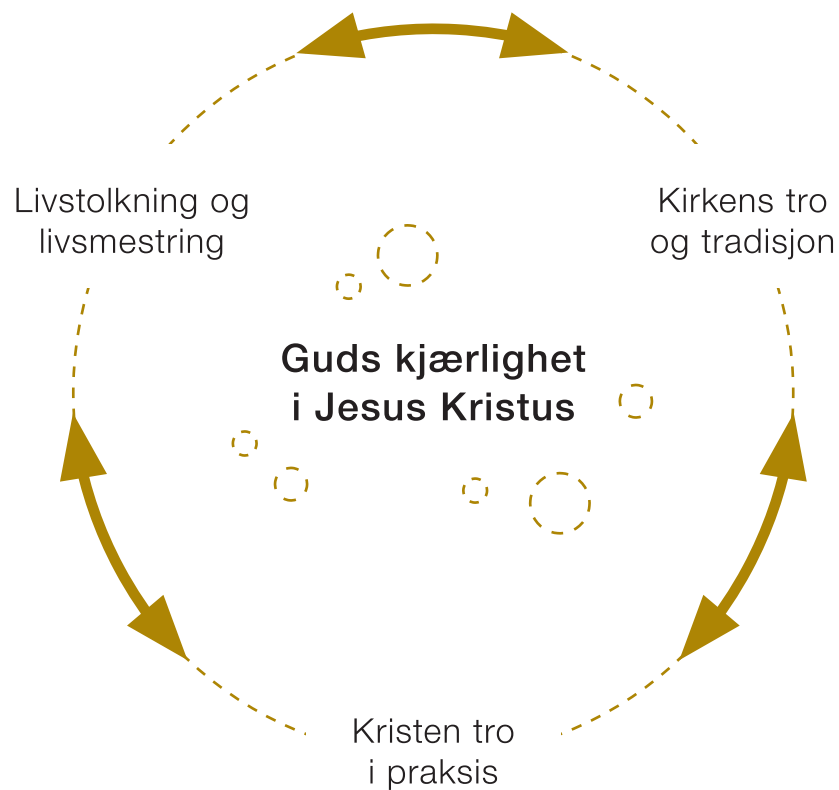 Livstolkning og
livsmestring
Kirkens tro
og tradisjon
Guds kjærlighet
i Jesus Kristus
Kristen tro
i praksis